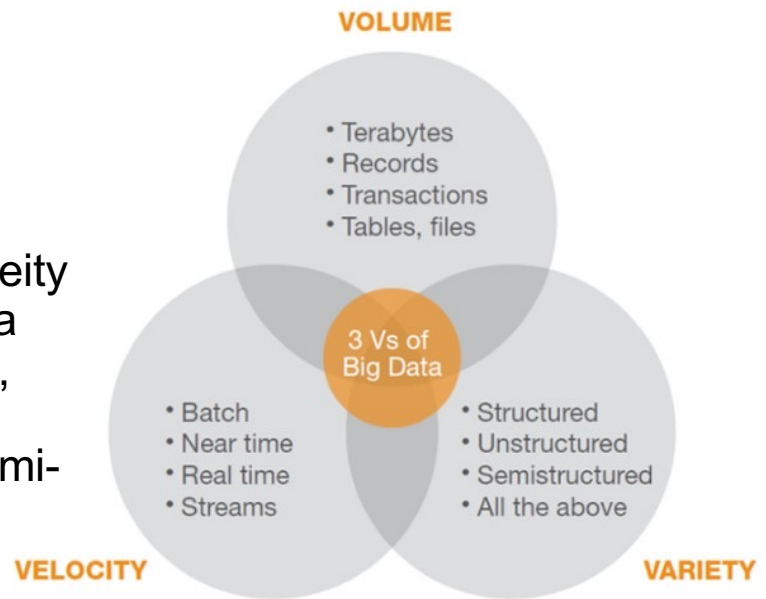 VOLUME
• Terabytes
• Records
• Transactions
• Tables, files
eity
a
,
mi-
3 Vs of
Big Data
• Batch
• Near time
• Real time
• Streams
• Structured
• Unstructured
• Semistructured
• All the above
VELOCITY
VARIETY